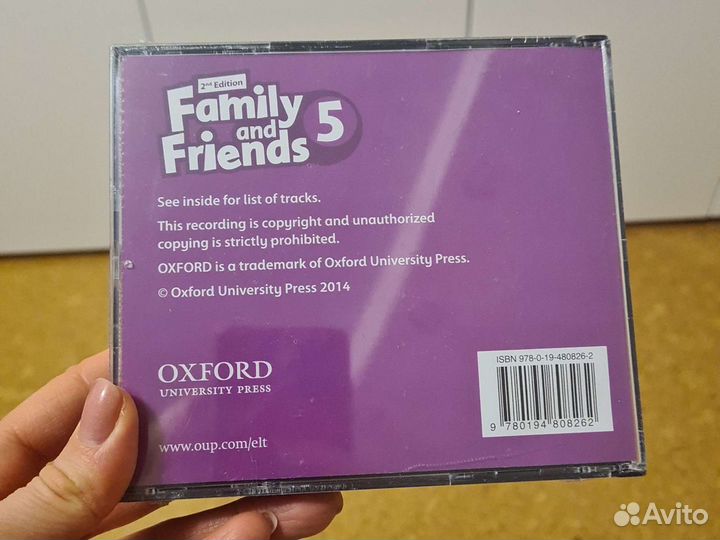 2nd Edition
Family
and
Friends 5
See inside for list of tracks.
This recording is copyright and unauthorized
copying is strictly prohibited.
OXFORD is a trademark of Oxford University Press.
© Oxford University Press 2014
ISBN 978-0-19-480826-2
9 780194 808262
OXFORD
UNIVERSITY PRESS
www.oup.com/elt
Avito